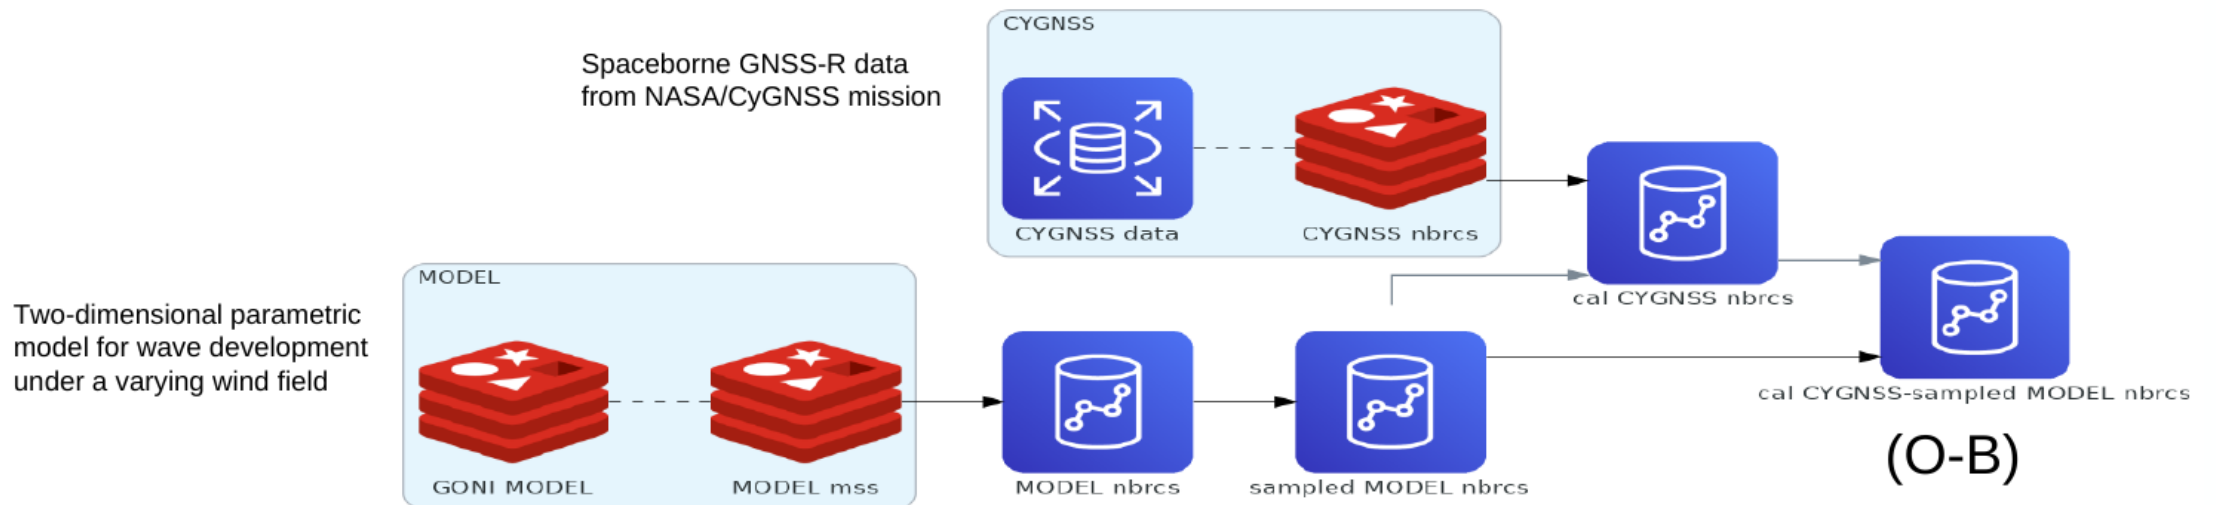 CYGNSS
Spaceborne GNSS-R data
from NASA/CyGNSS mission
CYGNSS data
CYGNSS nbrcs
cal CYGNSS nbrcs
MODEL
Two-dimensional parametric
model for wave development
under a varying wind field
GONI MODEL
MODEL mss
MODEL nbrcs
sampled MODEL nbrcs
cal CYGNSS-sampled MODEL nbrcs
(O-B)